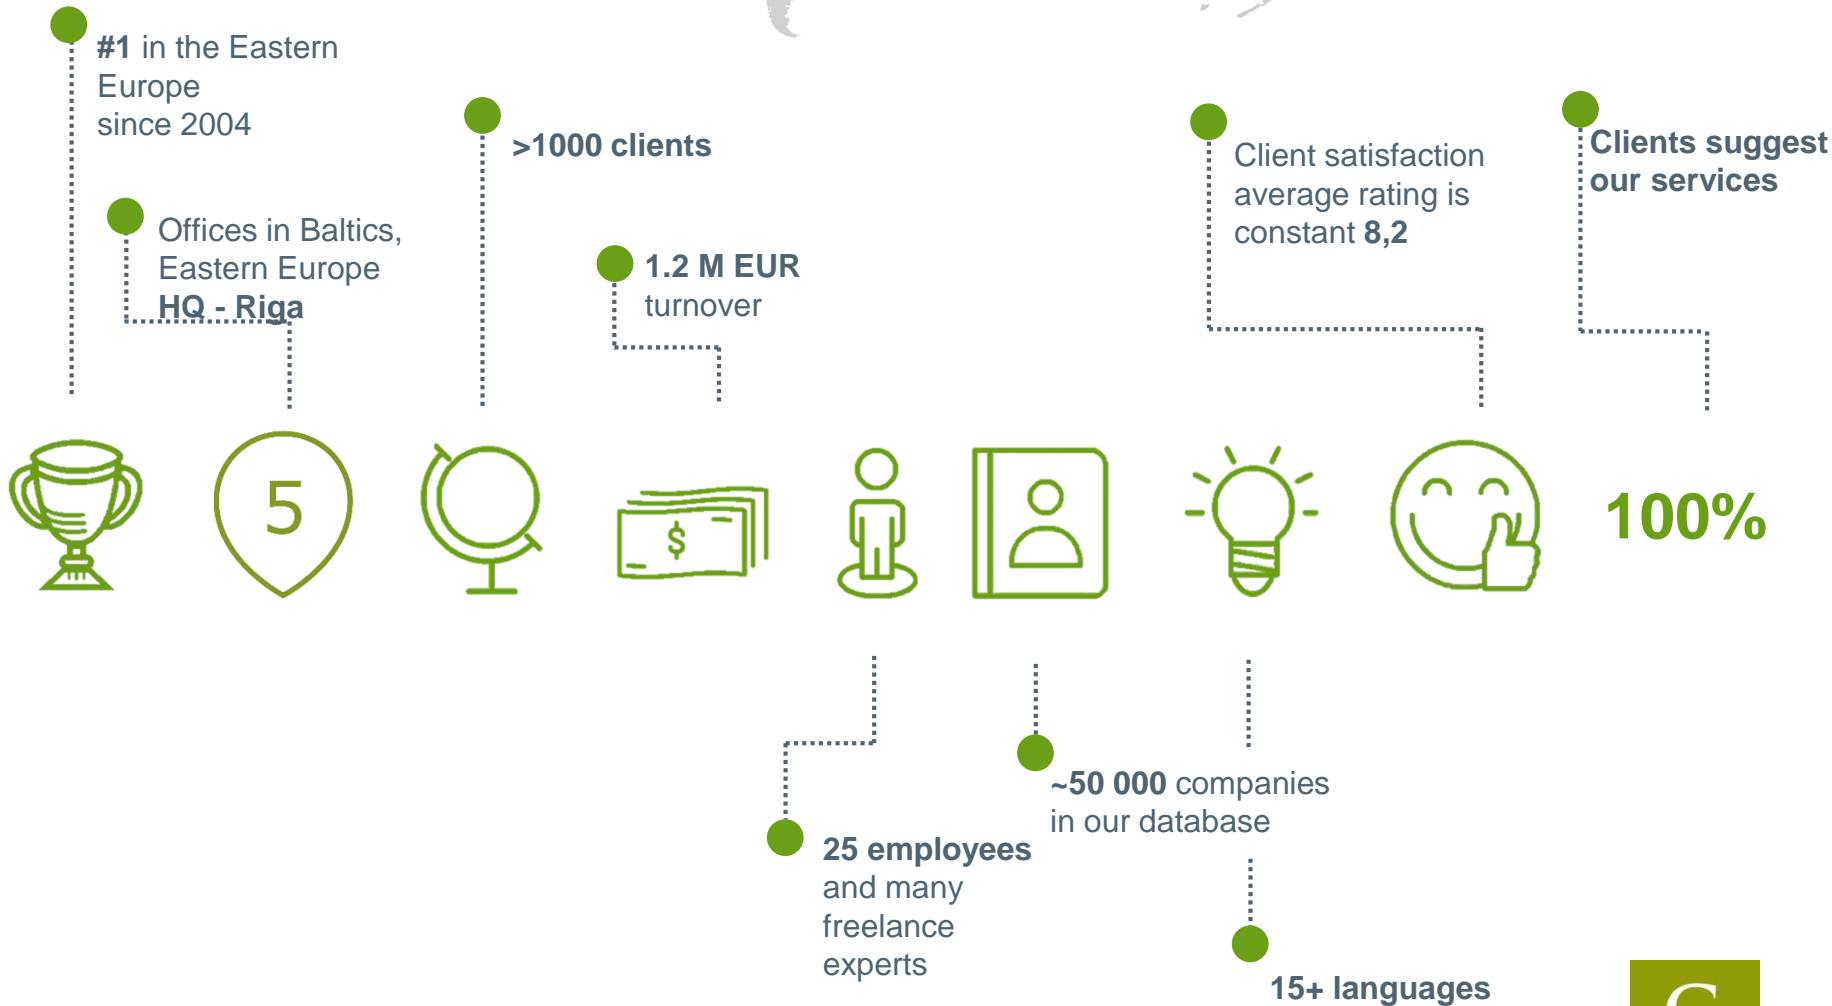 #1 in the Eastern
Europe
since 2004
Offices in Baltics,
Eastern Europe
HQ - Riga
>1000 clients
1.2 M EUR
turnover
Client satisfaction
average rating is
constant 8,2
Clients suggest
our services
5
$
100%
25 employees
and many
freelance
experts
~50 000 companies
in our database
15+ languages